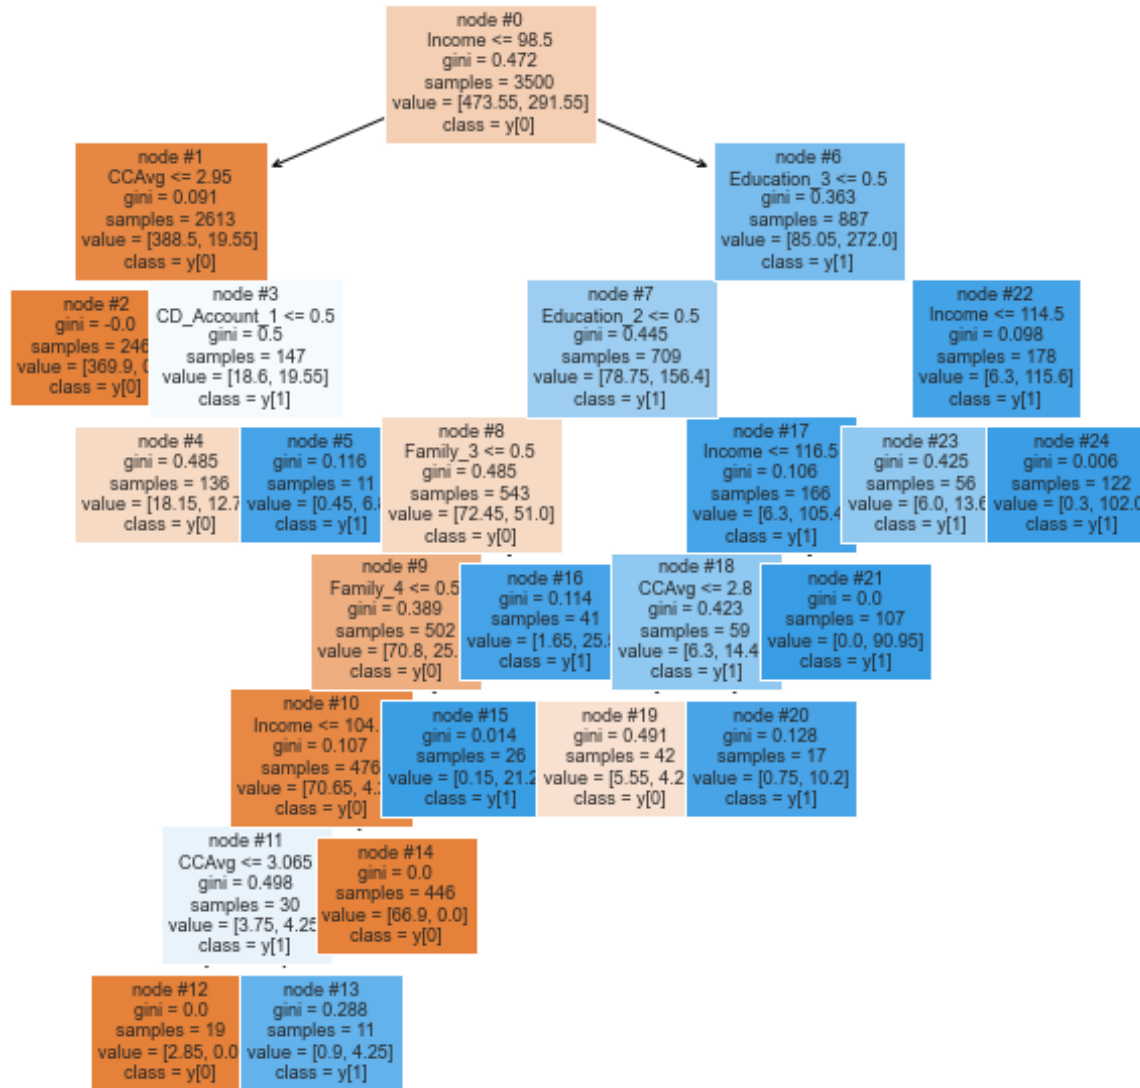 node #0
Income <= 98.5
gini = 0.472
samples = 3500
value = [473.55, 291.55]
class = y[0]
node #1
CCAvg <= 2.95
gini = 0.091
samples = 2613
value = [388.5, 19.55]
class = y[0]
node #6
Education_3 <= 0.5
gini = 0.363
samples = 887
value = [85.05, 272.0]
class = y[1]
node #2
gini = -0.0
samples = 246
value = [369.9,
class = y[0]
node #3
CD_Account_1 <= 0.5
gini = 0.5
samples = 147
value = [18.6, 19.55]
class = y[1]
node #7
Education_2 <= 0.5
gini = 0.445
samples = 709
value = [78.75, 156.4]
class = y[1]
node #22
Income <= 114.5
gini = 0.098
samples = 178
value = [6.3, 115.6]
class = y[1]
node #4
gini = 0.485
samples = 136
value = [18.15, 12.7
class = y[0]
node #5
gini = 0.116
samples = 11
value = [0.45, 6.
class = y[1]
node #8
Family_3 <= 0.5
gini = 0.485
samples = 543
value = [72.45, 51.0]
class = y[0]
node #17
Income <= 116.5
gini = 0.106
samples = 166
value = [6.3, 105.4
class = y[1]
node #23
gini = 0.425
samples = 56
value = [6.0, 13.6
class = y[1]
node #24
gini = 0.006
samples = 122
value = [0.3, 102.0
class = y[1]
node #9
Family_4 <= 0.5
gini = 0.389
samples = 502
value = [70.8, 25.
class = y[0]
node #16
gini = 0.114
samples = 41
value = [1.65, 25.5
class = y[1]
node #18
CCAvg <= 2.8
gini = 0.423
samples = 59
value = [6.3, 14.4
class = y[1]
node #21
gini = 0.0
samples = 107
value = [0.0, 90.95]
class = y[1]
node #10
Income <= 104.
gini = 0.107
samples = 476
value = [70.65, 4.
class = y[0]
node #15
gini = 0.014
samples = 26
value = [0.15, 21.2
class = y[1]
node #19
gini = 0.491
samples = 42
value = [5.55, 4.2
class = y[0]
node #20
gini = 0.128
samples = 17
value = [0.75, 10.2]
class = y[1]
node #11
CCAvg <= 3.065
gini = 0.498
samples = 30
value = [3.75, 4.25
class = y[1]
node #14
gini = 0.0
samples = 446
value = [66.9, 0.0]
class = y[0]
node #12
gini = 0.0
samples = 19
value = [2.85, 0.0
class = y[0]
node #13
gini = 0.288
samples = 11
value = [0.9, 4.25]
class = y[1]